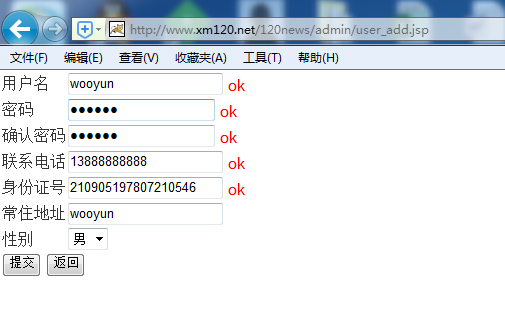 http://www.xm120.net/120news/admin/user_add.jsp
文件(F) 编辑(E) 查看(V) 收藏夹(A) 工具(T) 帮助(H)
用户名 wooyun ok
密码 ●●●●●● ok
确认密码 ●●●●●● ok
联系电话 13888888888 ok
身份证号 210905197807210546 ok
常住地址 wooyun
性别 男
提交 返回